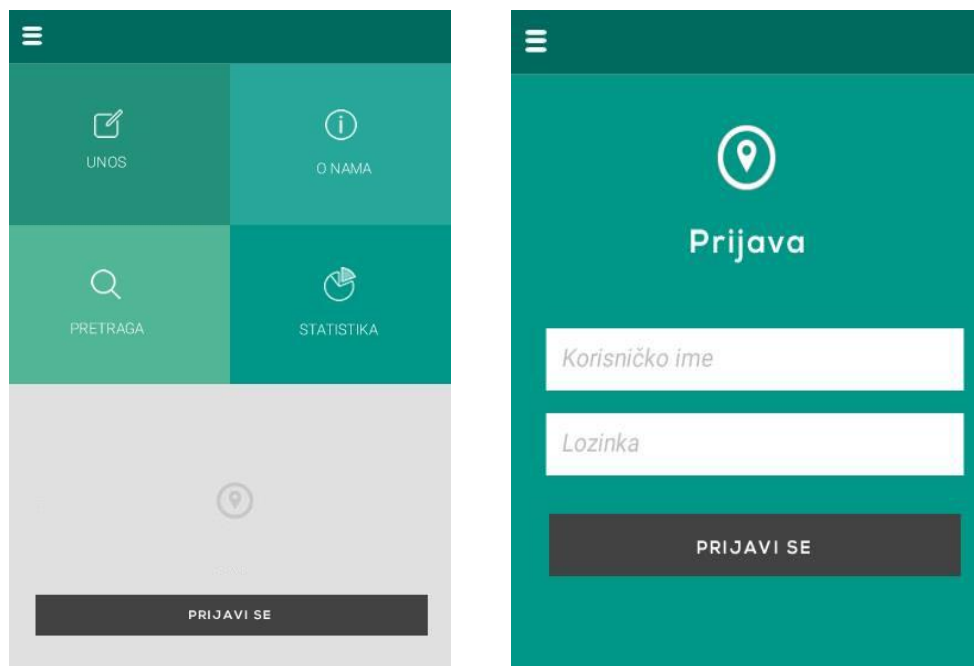 UNOS
O NAMA
PRETRAGA
STATISTIKA
PRIJAVI SE
Prijava
Korisničko ime
Lozinka
PRIJAVI SE